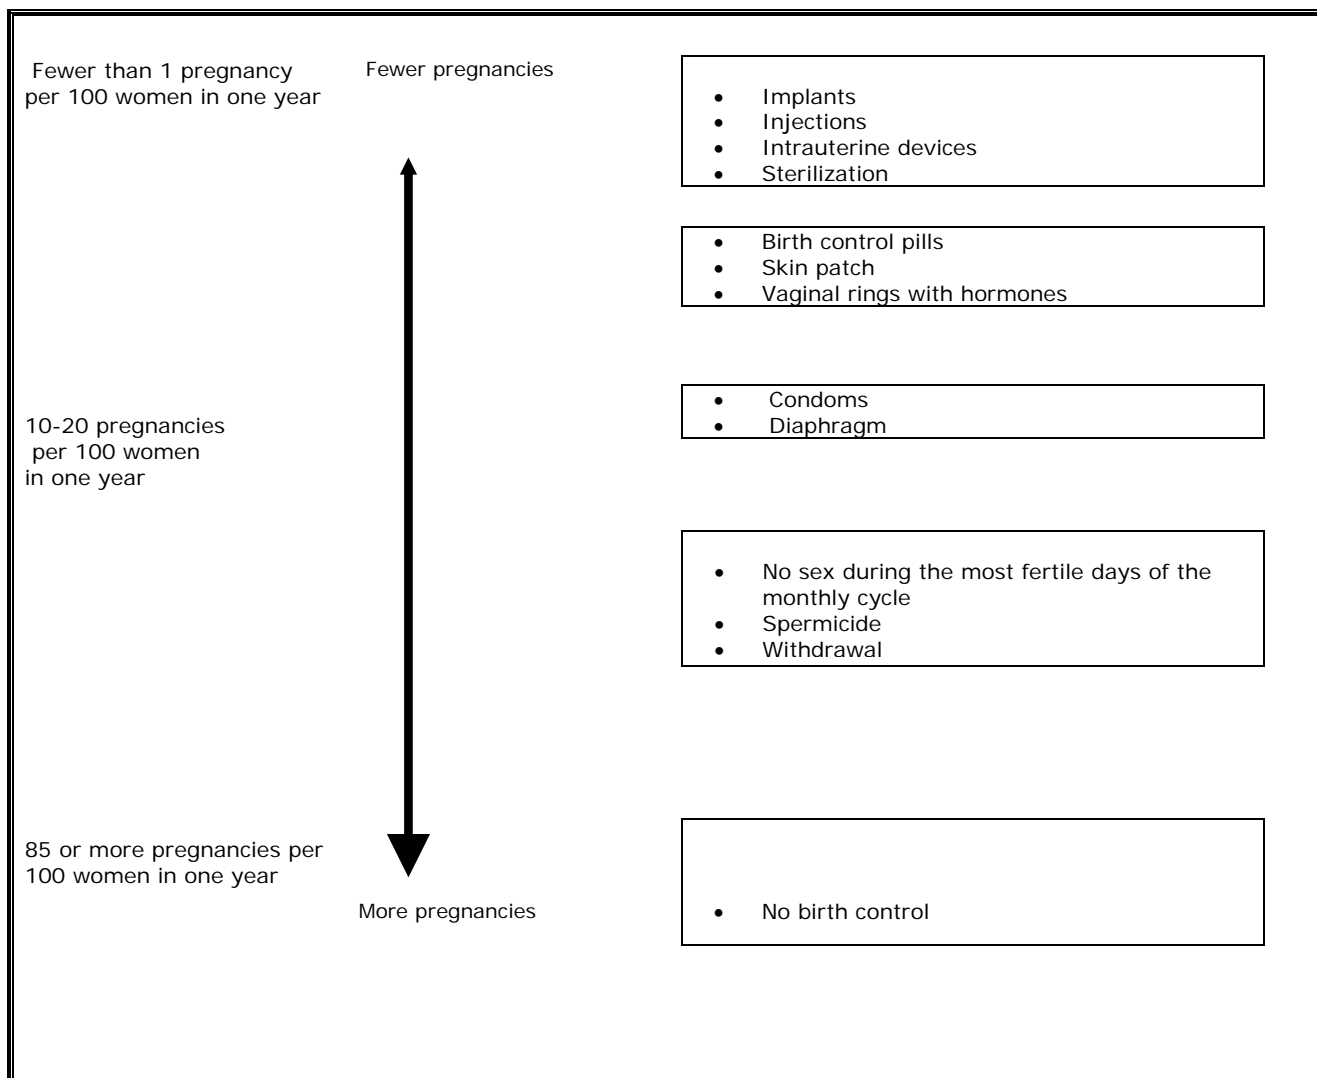 Fewer than 1 pregnancy
per 100 women in one year
Fewer pregnancies
• Implants
• Injections
• Intrauterine devices
• Sterilization
• Birth control pills
• Skin patch
• Vaginal rings with hormones
10-20 pregnancies
per 100 women
in one year
• Condoms
• Diaphragm
• No sex during the most fertile days of the
monthly cycle
• Spermicide
• Withdrawal
85 or more pregnancies per
100 women in one year
More pregnancies
• No birth control